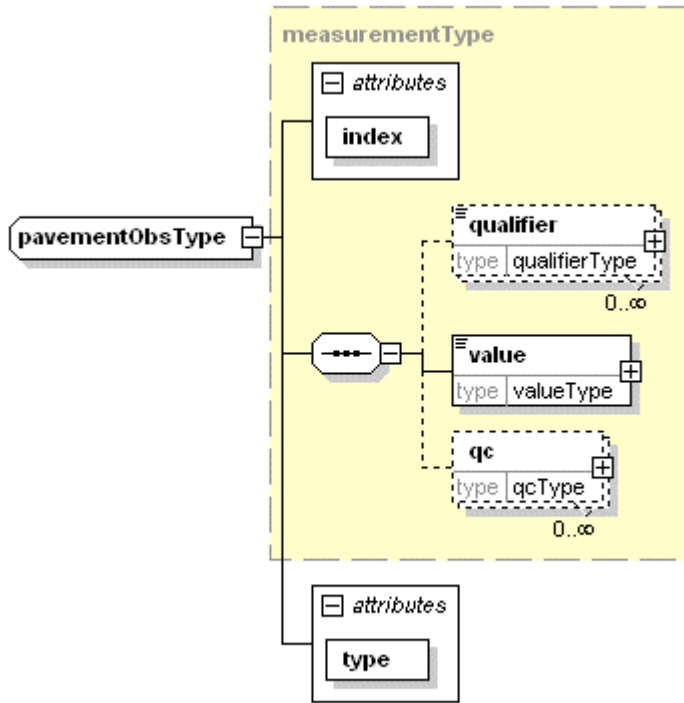 measurementType
attributes
index
pavementObsType
qualifier
type qualifierType
0..∞
value
type valueType
qc
type qcType
0..∞
attributes
type